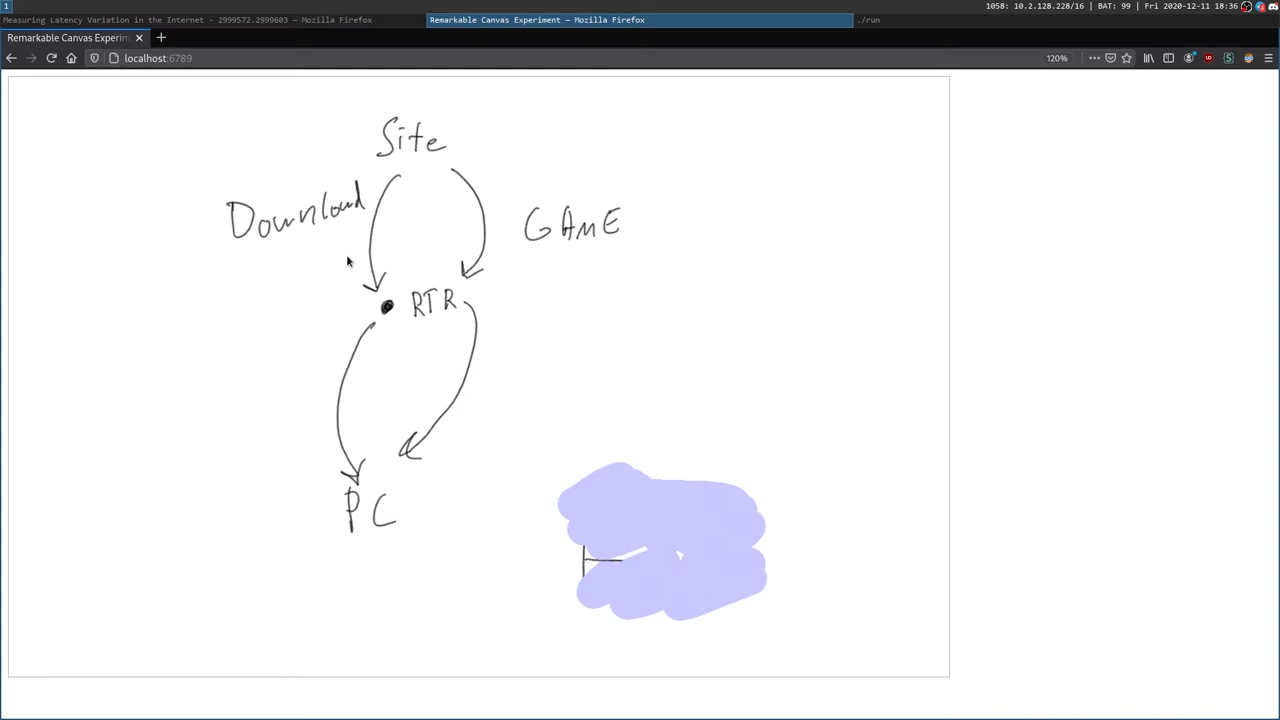 1
1058: 10.2.128.228/16 | BAT: 99 | Fri 2020-12-11 18:36
Measuring Latency Variation in the Internet - 2999572.2999603 — Mozilla Firefox
Remarkable Canvas Experiment — Mozilla Firefox
./run
Remarkable Canvas Experim
localhost:6789
120%
Site
Download
GAmE
RTR
PC